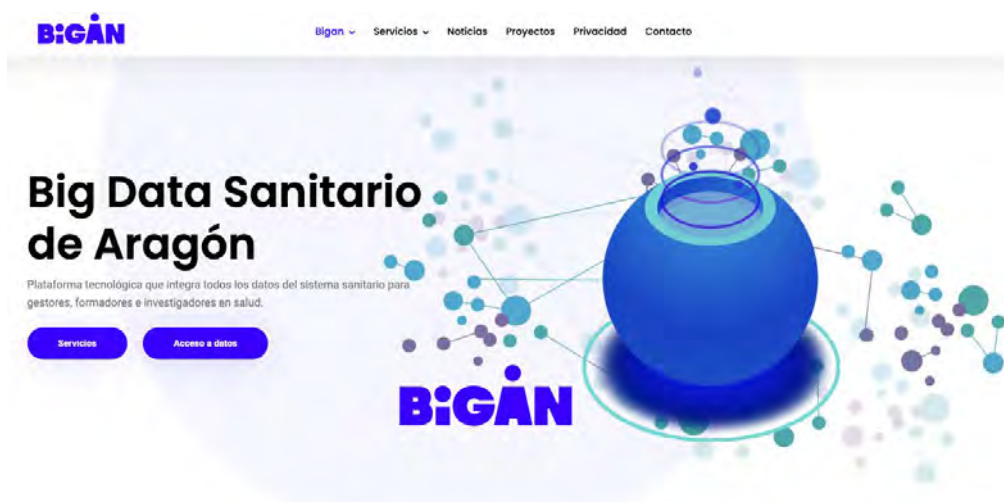 BIGAN
Bigan Servicios Noticias Proyectos Privacidad Contacto
Big Data Sanitario
de Aragón
Plataforma tecnológica que integra todos los datos del sistema sanitario para
gestores, formadores e investigadores en salud.
Servicios Acceso a datos
BIGAN